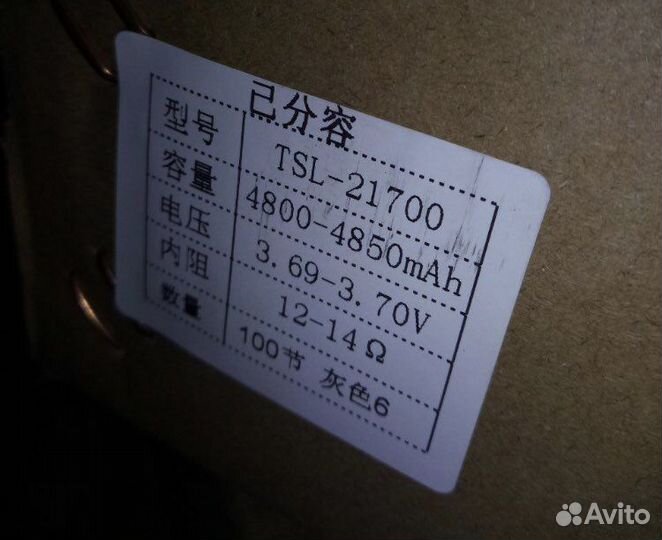 己分容
型号 TSL-21700
容量 4800-4850mAh
电压 3.69-3.70V
内阻 12-14Ω
数量 100节 灰色6
Avito